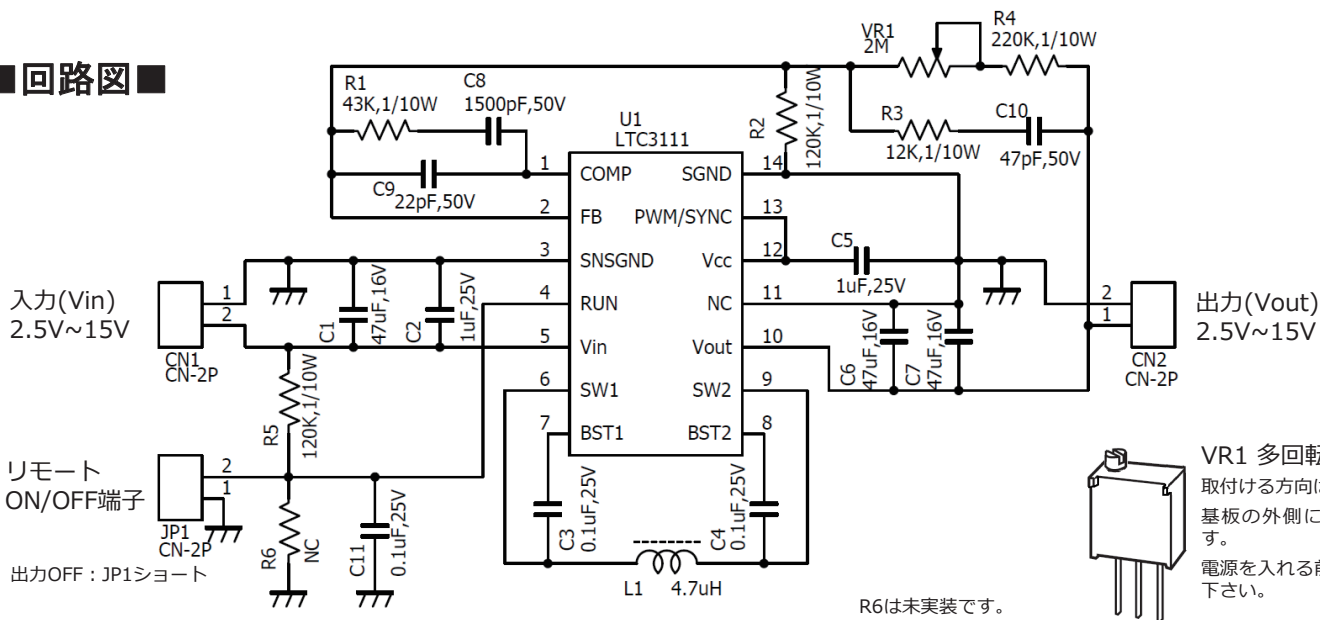 ■回路図■
VR1
2M
R4
220K,1/10W
R1
43K,1/10W
C8
1500pF,50V
R2
120K,1/10W
R3
12K,1/10W
C10
47pF,50V
C9
22pF,50V
U1
LTC3111
1 COMP
2 FB
3 SNSGND
4 RUN
5 Vin
6 SW1
7 BST1
SGND 14
PWM/SYNC 13
Vcc 12
NC 11
Vout 10
SW2 9
BST2 8
C5
1uF,25V
入力(Vin)
2.5V~15V
1
2
CN1
CN-2P
C1
47uF,16V
C2
1uF,25V
C6
47uF,16V
C7
47uF,16V
2
1
CN2
CN-2P
出力(Vout)
2.5V~15V
R5
120K,1/10W
リモート
ON/OFF端子
2
1
JP1
CN-2P
出力OFF：JP1ショート
R6
NC
C11
0.1uF,25V
C3
0.1uF,25V
C4
0.1uF,25V
L1 4.7uH
R6は未実装です。
VR1 多回転
取付ける方向は
基板の外側に
す。
電源を入れる前
下さい。